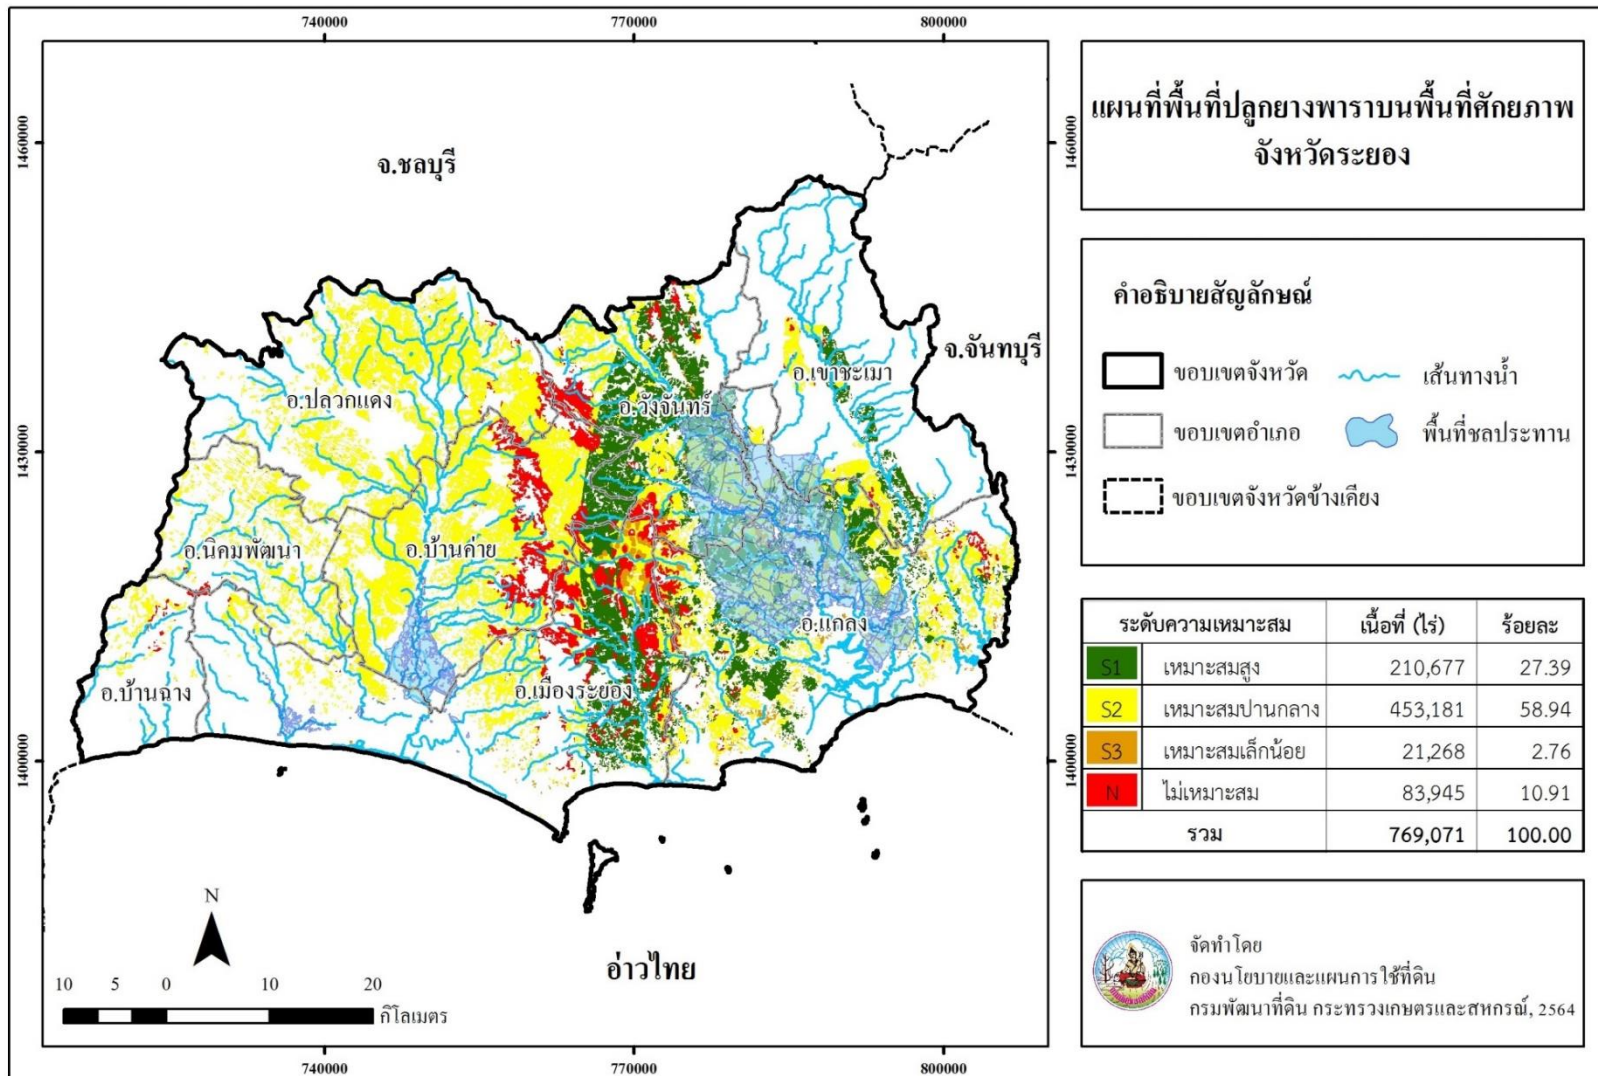 740000
770000
800000
1460000
1460000
1430000
1430000
1400000
1400000
จ.ชลบุรี
จ.จันทบุรี
อ.เขาชะเมา
อ.ปลวกแดง
อ.วังจันทร์
อ.นิคมพัฒนา
อ.บ้านค่าย
อ.แกลง
อ.บ้านฉาง
อ.เมืองระยอง
N
อ่าวไทย
10 5 0 10 20
กิโลเมตร
740000
770000
800000
แผนที่พื้นที่ปลูกยางพาราบนพื้นที่ศักยภาพ
จังหวัดระยอง
คำอธิบายสัญลักษณ์
ขอบเขตจังหวัด เส้นทางน้ำ
ขอบเขตอำเภอ พื้นที่ชลประทาน
ขอบเขตจังหวัดข้างเคียง
ระดับความเหมาะสม เนื้อที่ (ไร่) ร้อยละ
S1 เหมาะสมสูง 210,677 27.39
S2 เหมาะสมปานกลาง 453,181 58.94
S3 เหมาะสมเล็กน้อย 21,268 2.76
N ไม่เหมาะสม 83,945 10.91
รวม 769,071 100.00
จัดทำโดย
กองนโยบายและแผนการใช้ที่ดิน
กรมพัฒนาที่ดิน กระทรวงเกษตรและสหกรณ์, 2564